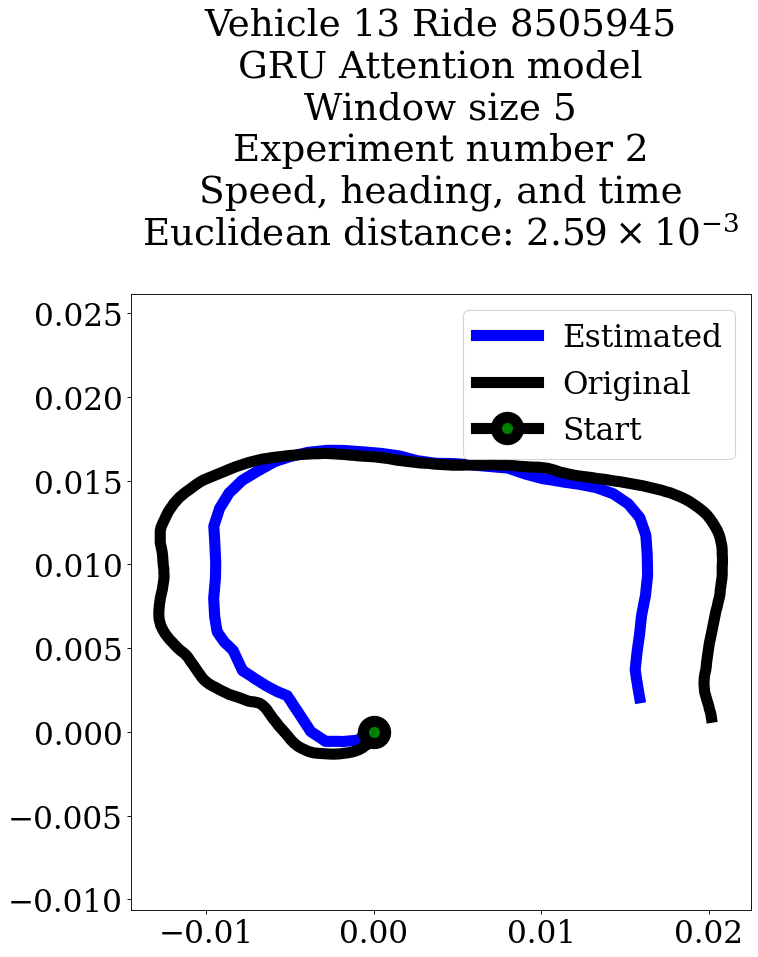 Vehicle 13 Ride 8505945
GRU Attention model
Window size 5
Experiment number 2
Speed, heading, and time
Euclidean distance: 2.59 × 10⁻³
0.025
0.020
0.015
0.010
0.005
0.000
−0.005
−0.010
Estimated
Original
Start
−0.01
0.00
0.01
0.02